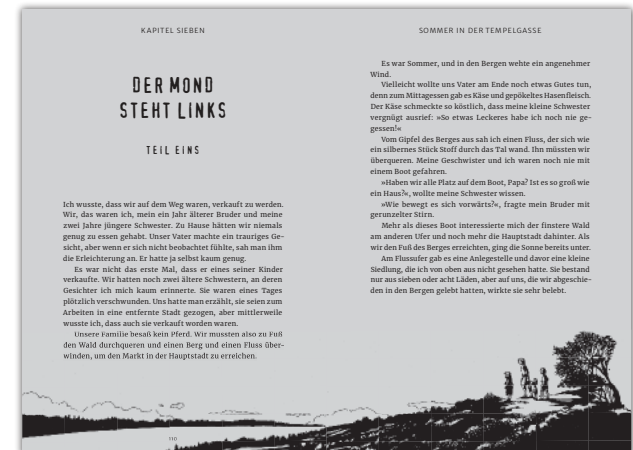 KAPITEL SIEBEN
DER MOND
STEHT LINKS
TEIL EINS
Ich wusste, dass wir auf dem Weg waren, verkauft zu werden.
Wir, das waren ich, mein ein Jahr älterer Bruder und meine
zwei Jahre jüngere Schwester. Zu Hause hätten wir niemals
genug zu essen gehabt. Unser Vater machte ein trauriges Ge-
sicht, aber wenn er sich nicht beobachtet fühlte, sah man ihm
die Erleichterung an. Er hatte ja selbst kaum genug.
Es war nicht das erste Mal, dass er eines seiner Kinder
verkaufte. Wir hatten noch zwei ältere Schwestern, an deren
Gesichter ich mich kaum erinnerte. Sie waren eines Tages
plötzlich verschwunden. Uns hatte man erzählt, sie seien zum
Arbeiten in eine entfernte Stadt gezogen, aber mittlerweile
wusste ich, dass auch sie verkauft worden waren.
Unsere Familie besaß kein Pferd. Wir mussten also zu Fuß
den Wald durchqueren und einen Berg und einen Fluss über-
winden, um den Markt in der Hauptstadt zu erreichen.
110
SOMMER IN DER TEMPELGASSE
Es war Sommer, und in den Bergen wehte ein angenehmer
Wind.
Vielleicht wollte uns Vater am Ende noch etwas Gutes tun,
denn zum Mittagessen gab es Käse und gepökeltes Hasenfleisch.
Der Käse schmeckte so köstlich, dass meine kleine Schwester
vergnügt ausrief: »So etwas Leckeres habe ich noch nie ge-
gessen!«
Vom Gipfel des Berges aus sah ich einen Fluss, der sich wie
ein silbernes Stück Stoff durch das Tal wand. Ihn müssten wir
überqueren. Meine Geschwister und ich waren noch nie mit
einem Boot gefahren.
»Haben wir alle Platz auf dem Boot, Papa? Ist es so groß wie
ein Haus?«, wollte meine Schwester wissen.
»Wie bewegt es sich vorwärts?«, fragte mein Bruder mit
gerunzelter Stirn.
Mehr als dieses Boot interessierte mich der finstere Wald
am anderen Ufer und noch mehr die Hauptstadt dahinter. Als
wir den Fuß des Berges erreichten, ging die Sonne bereits unter.
Am Flussufer gab es eine Anlegestelle und davor eine kleine
Siedlung, die ich von oben aus nicht gesehen hatte. Sie bestand
nur aus sieben oder acht Läden, aber auf uns, die wir abgeschie-
den in den Bergen gelebt hatten, wirkte sie sehr belebt.